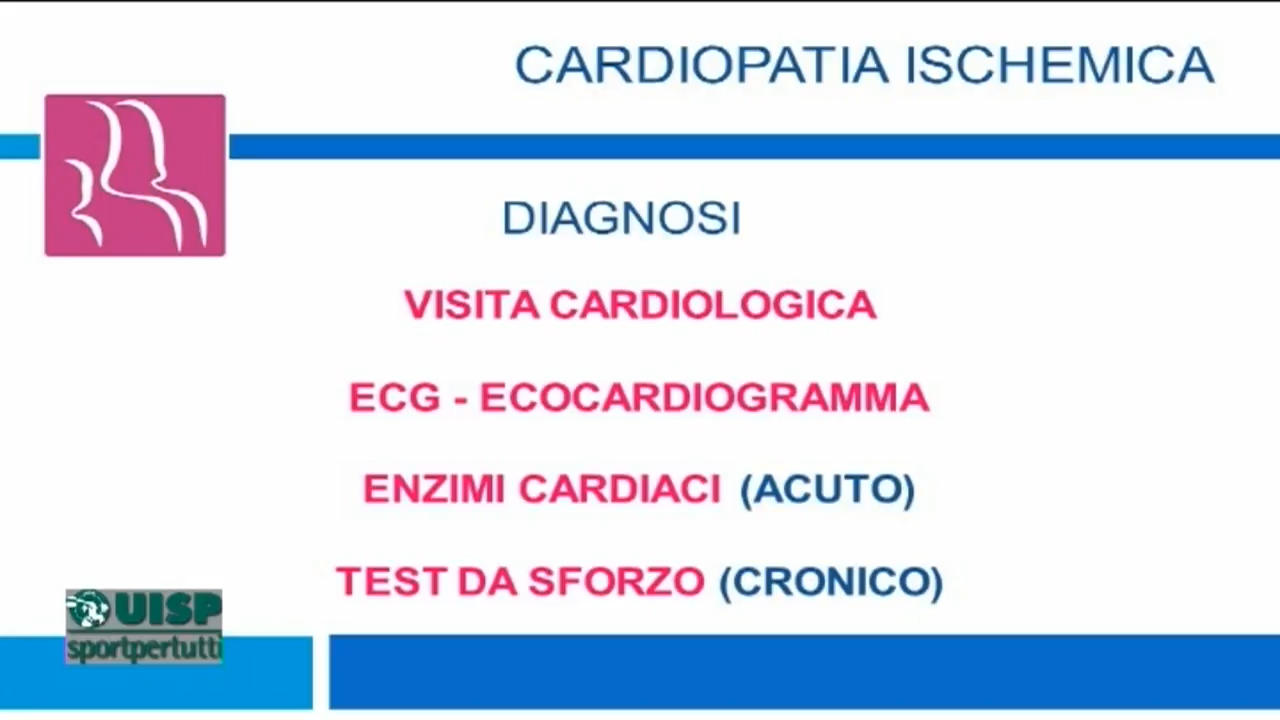 CARDIOPATIA ISCHEMICA
DIAGNOSI
VISITA CARDIOLOGICA
ECG - ECOCARDIOGRAMMA
ENZIMI CARDIACI (ACUTO)
TEST DA SFORZO (CRONICO)
UISP
sportpertutti